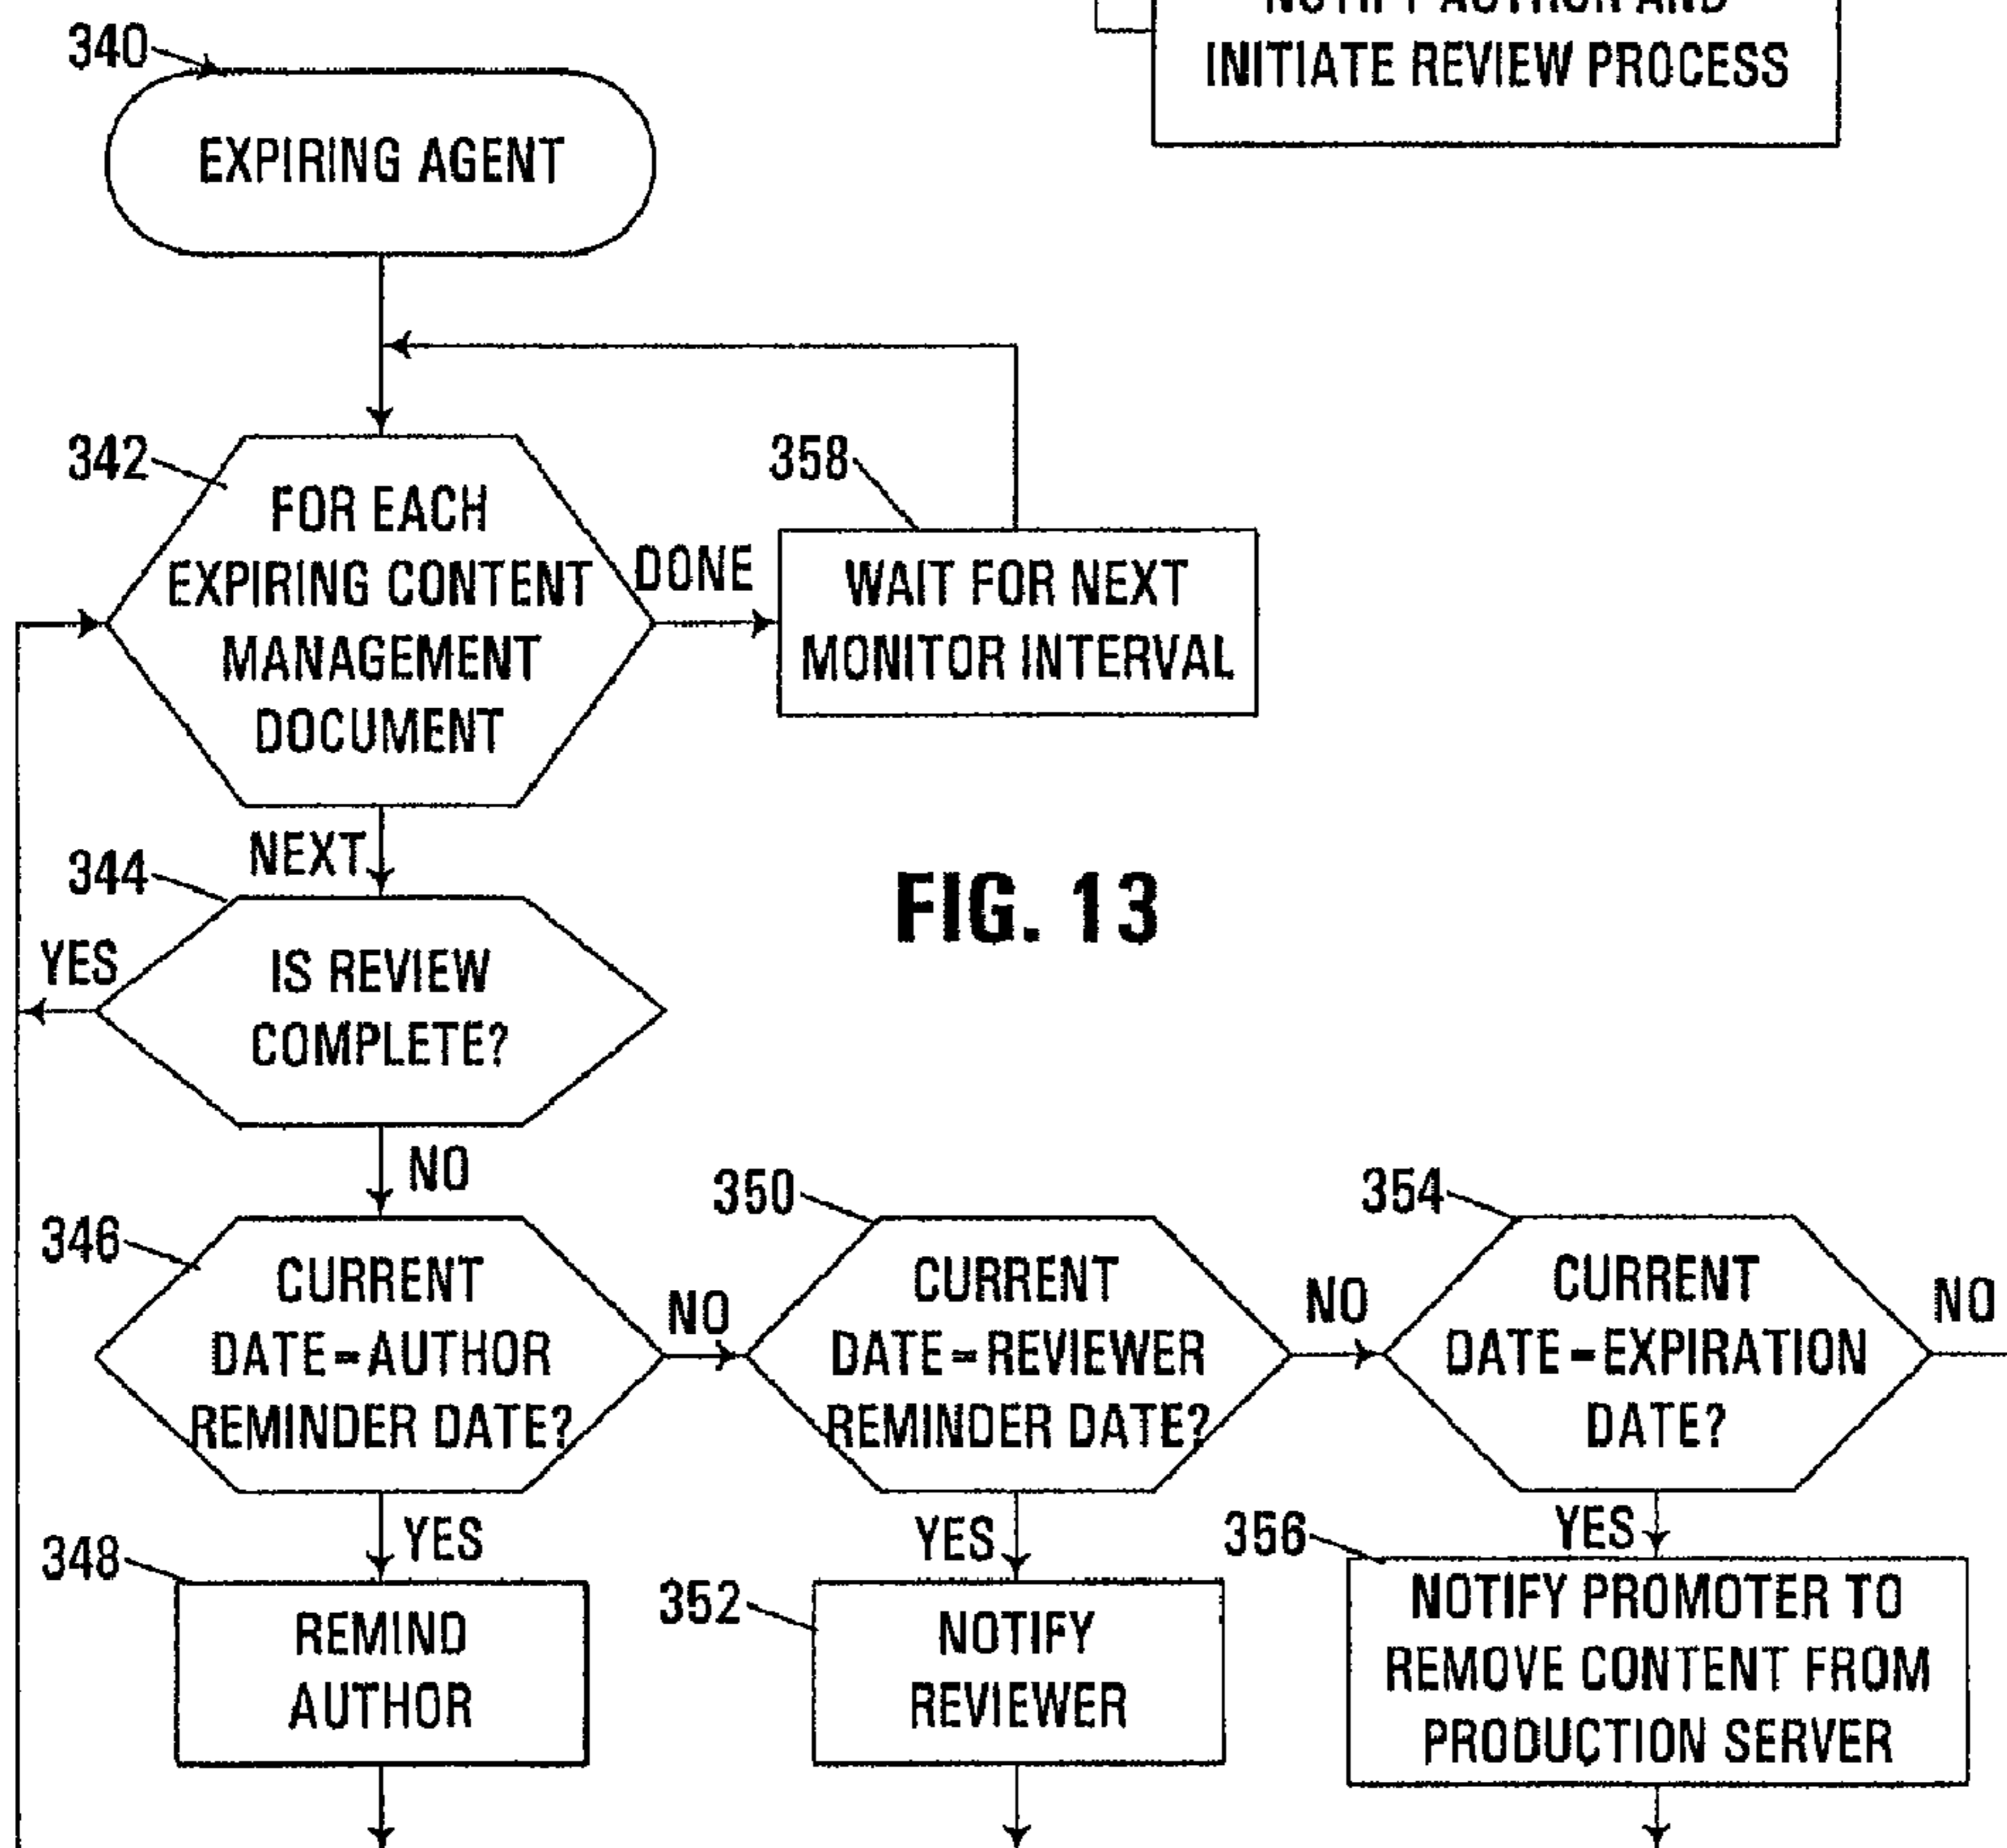 NOTIFY AUTHOR AND
INITIATE REVIEW PROCESS
340
EXPIRING AGENT
342
FOR EACH
EXPIRING CONTENT
MANAGEMENT
DOCUMENT
DONE
358
WAIT FOR NEXT
MONITOR INTERVAL
NEXT
344
IS REVIEW
COMPLETE?
YES
NO
FIG. 13
346
CURRENT
DATE=AUTHOR
REMINDER DATE?
NO
350
CURRENT
DATE=REVIEWER
REMINDER DATE?
NO
354
CURRENT
DATE=EXPIRATION
DATE?
NO
YES
348
REMIND
AUTHOR
YES
352
NOTIFY
REVIEWER
YES
356
NOTIFY PROMOTER TO
REMOVE CONTENT FROM
PRODUCTION SERVER